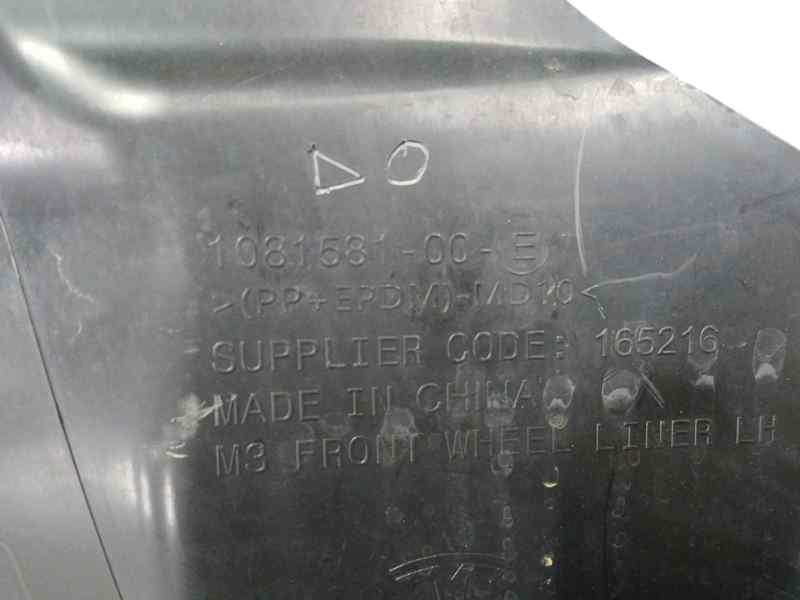 1081581-00-E
>(PP+EPDM)-MD10<
SUPPLIER CODE: 165216
MADE IN CHINA
M3 FRONT WHEEL LINER LH